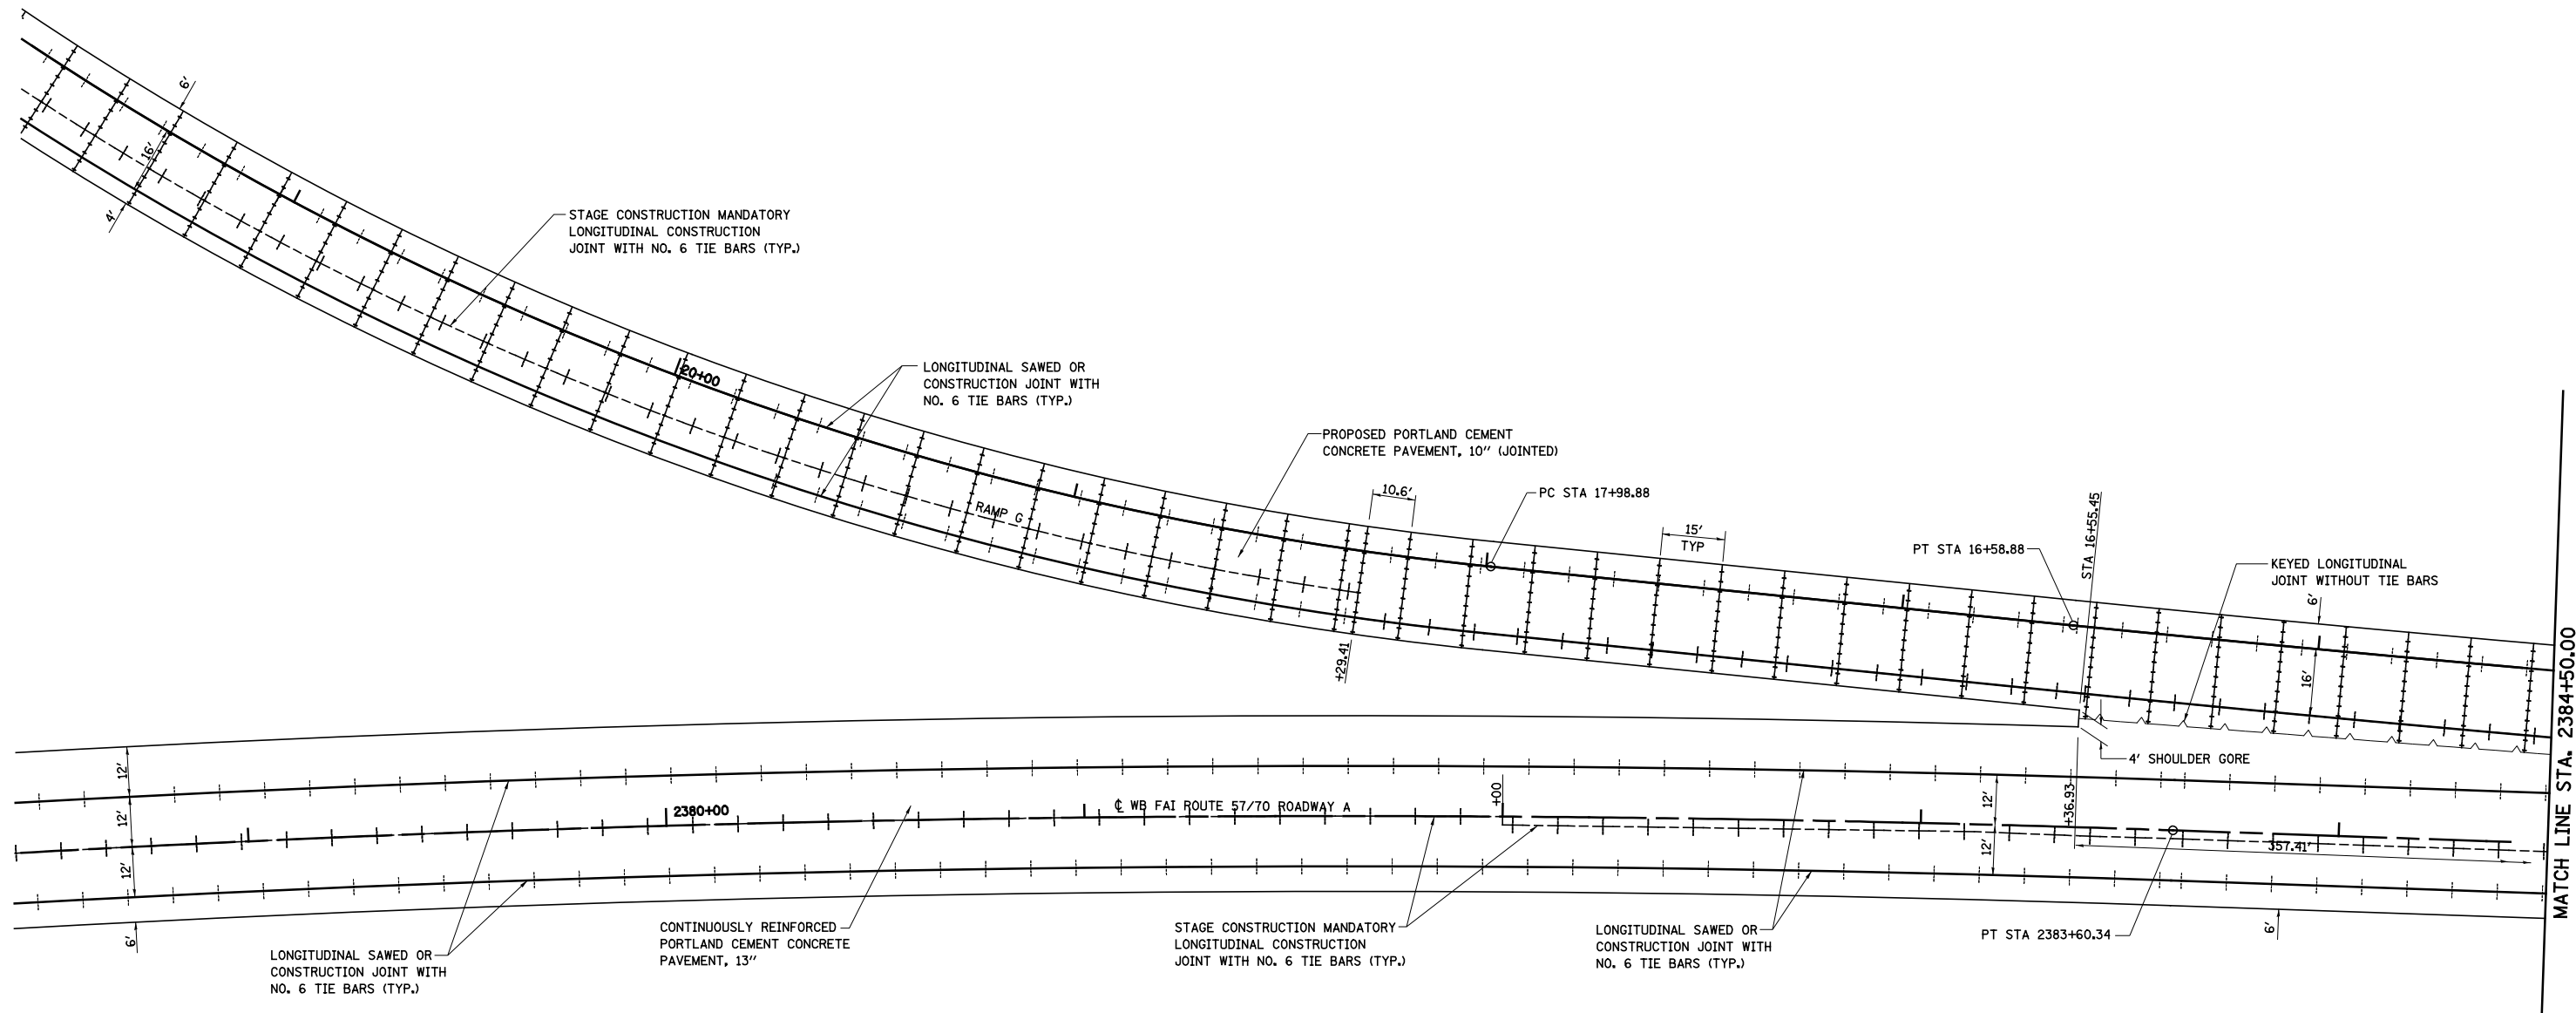 6'
16'
4'
STAGE CONSTRUCTION MANDATORY
LONGITUDINAL CONSTRUCTION
JOINT WITH NO. 6 TIE BARS (TYP.)
20+00
LONGITUDINAL SAWED OR
CONSTRUCTION JOINT WITH
NO. 6 TIE BARS (TYP.)
PROPOSED PORTLAND CEMENT
CONCRETE PAVEMENT, 10" (JOINTED)
RAMP G
10.6'
PC STA 17+98.88
15'
TYP
PT STA 16+58.88
STA 16+55.45
KEYED LONGITUDINAL
JOINT WITHOUT TIE BARS
6'
16'
+29.41
4' SHOULDER GORE
MATCH LINE STA. 2384+50.00
12'
12'
12'
6'
2380+00
℄ WB FAI ROUTE 57/70 ROADWAY A
+00
12'
12'
+36.93
357.41'
6'
LONGITUDINAL SAWED OR
CONSTRUCTION JOINT WITH
NO. 6 TIE BARS (TYP.)
CONTINUOUSLY REINFORCED
PORTLAND CEMENT CONCRETE
PAVEMENT, 13"
STAGE CONSTRUCTION MANDATORY
LONGITUDINAL CONSTRUCTION
JOINT WITH NO. 6 TIE BARS (TYP.)
LONGITUDINAL SAWED OR
CONSTRUCTION JOINT WITH
NO. 6 TIE BARS (TYP.)
PT STA 2383+60.34